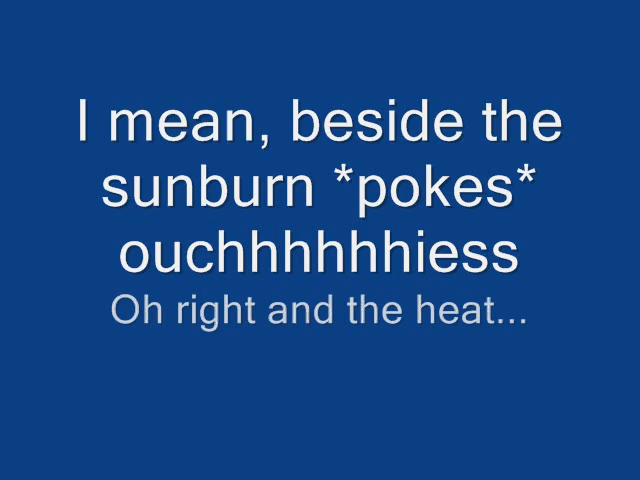 I mean, beside the
sunburn *pokes*
ouchhhhhhiess
Oh right and the heat...